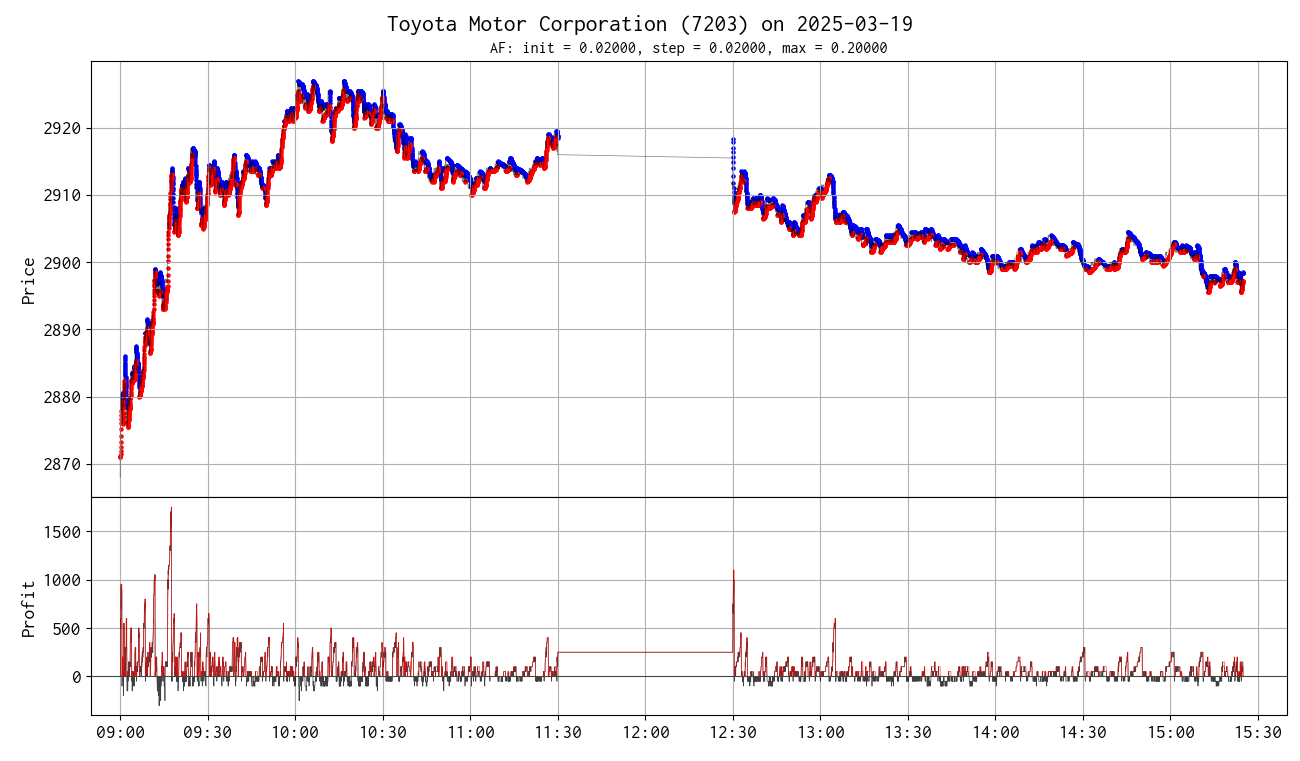 Toyota Motor Corporation (7203) on 2025-03-19
AF: init = 0.02000, step = 0.02000, max = 0.20000
Price
2920
2910
2900
2890
2880
2870
Profit
1500
1000
500
0
09:00 09:30 10:00 10:30 11:00 11:30 12:00 12:30 13:00 13:30 14:00 14:30 15:00 15:30